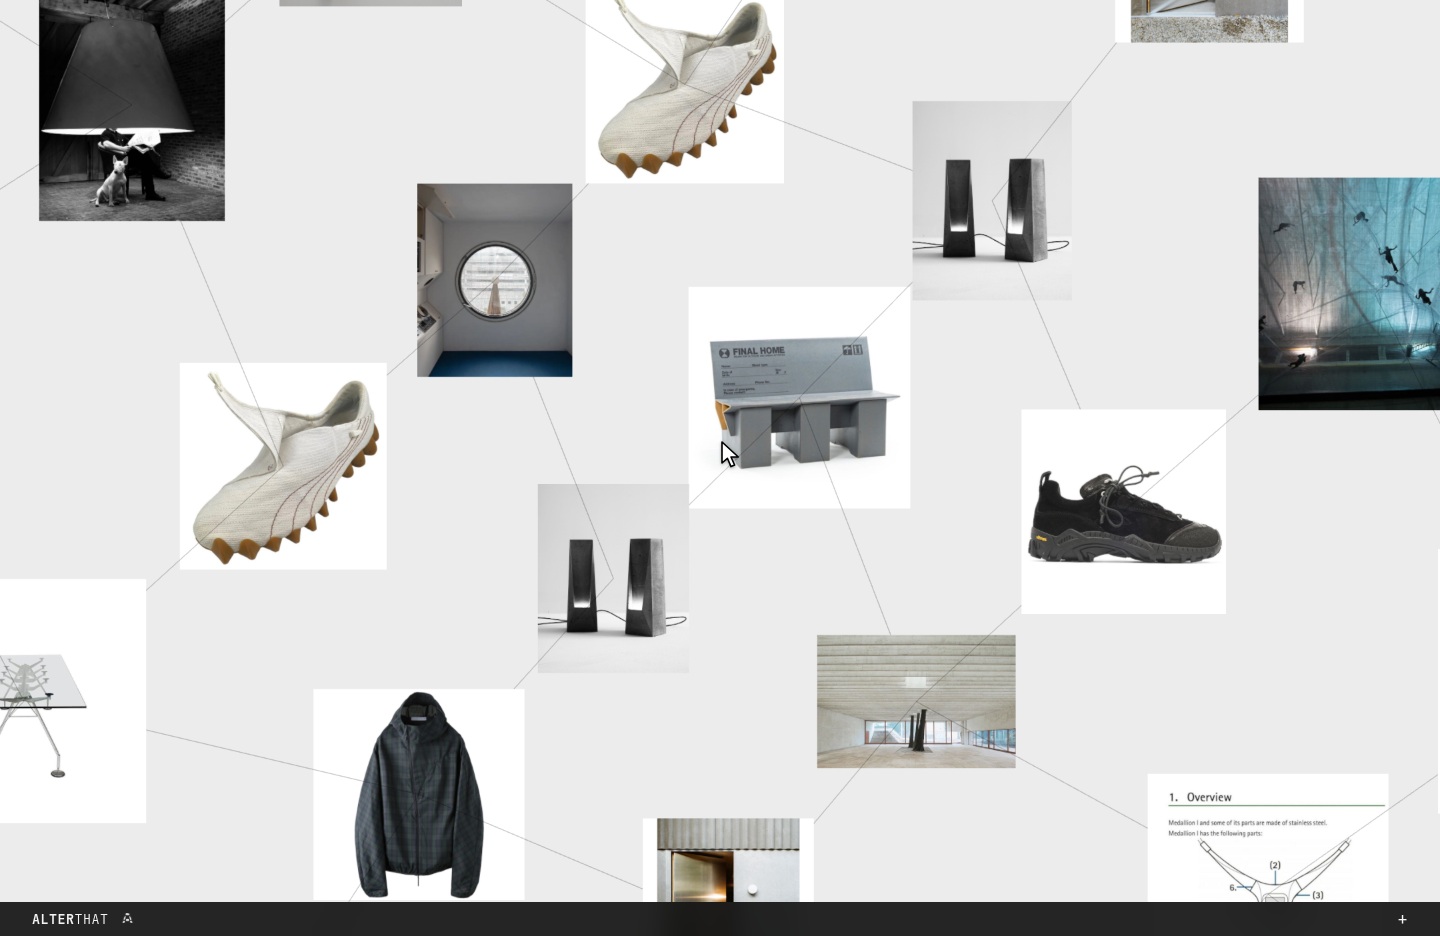 FINAL HOME
1. Overview
Medallion I and some of its parts are made of stainless steel.
Medallion I has the following parts:
(2)
6.
(3)
ALTERTHAT
+